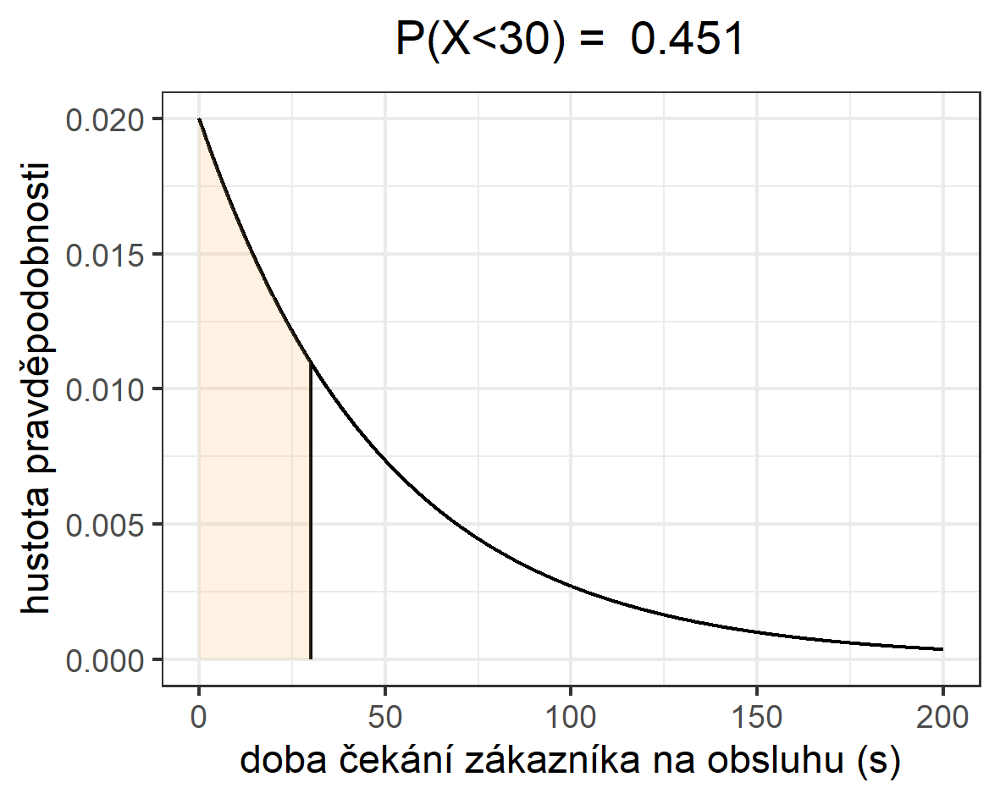 P(X<30) =  0.451
hustota pravděpodobnosti
0.020
0.015
0.010
0.005
0.000
0 50 100 150 200
doba čekání zákazníka na obsluhu (s)